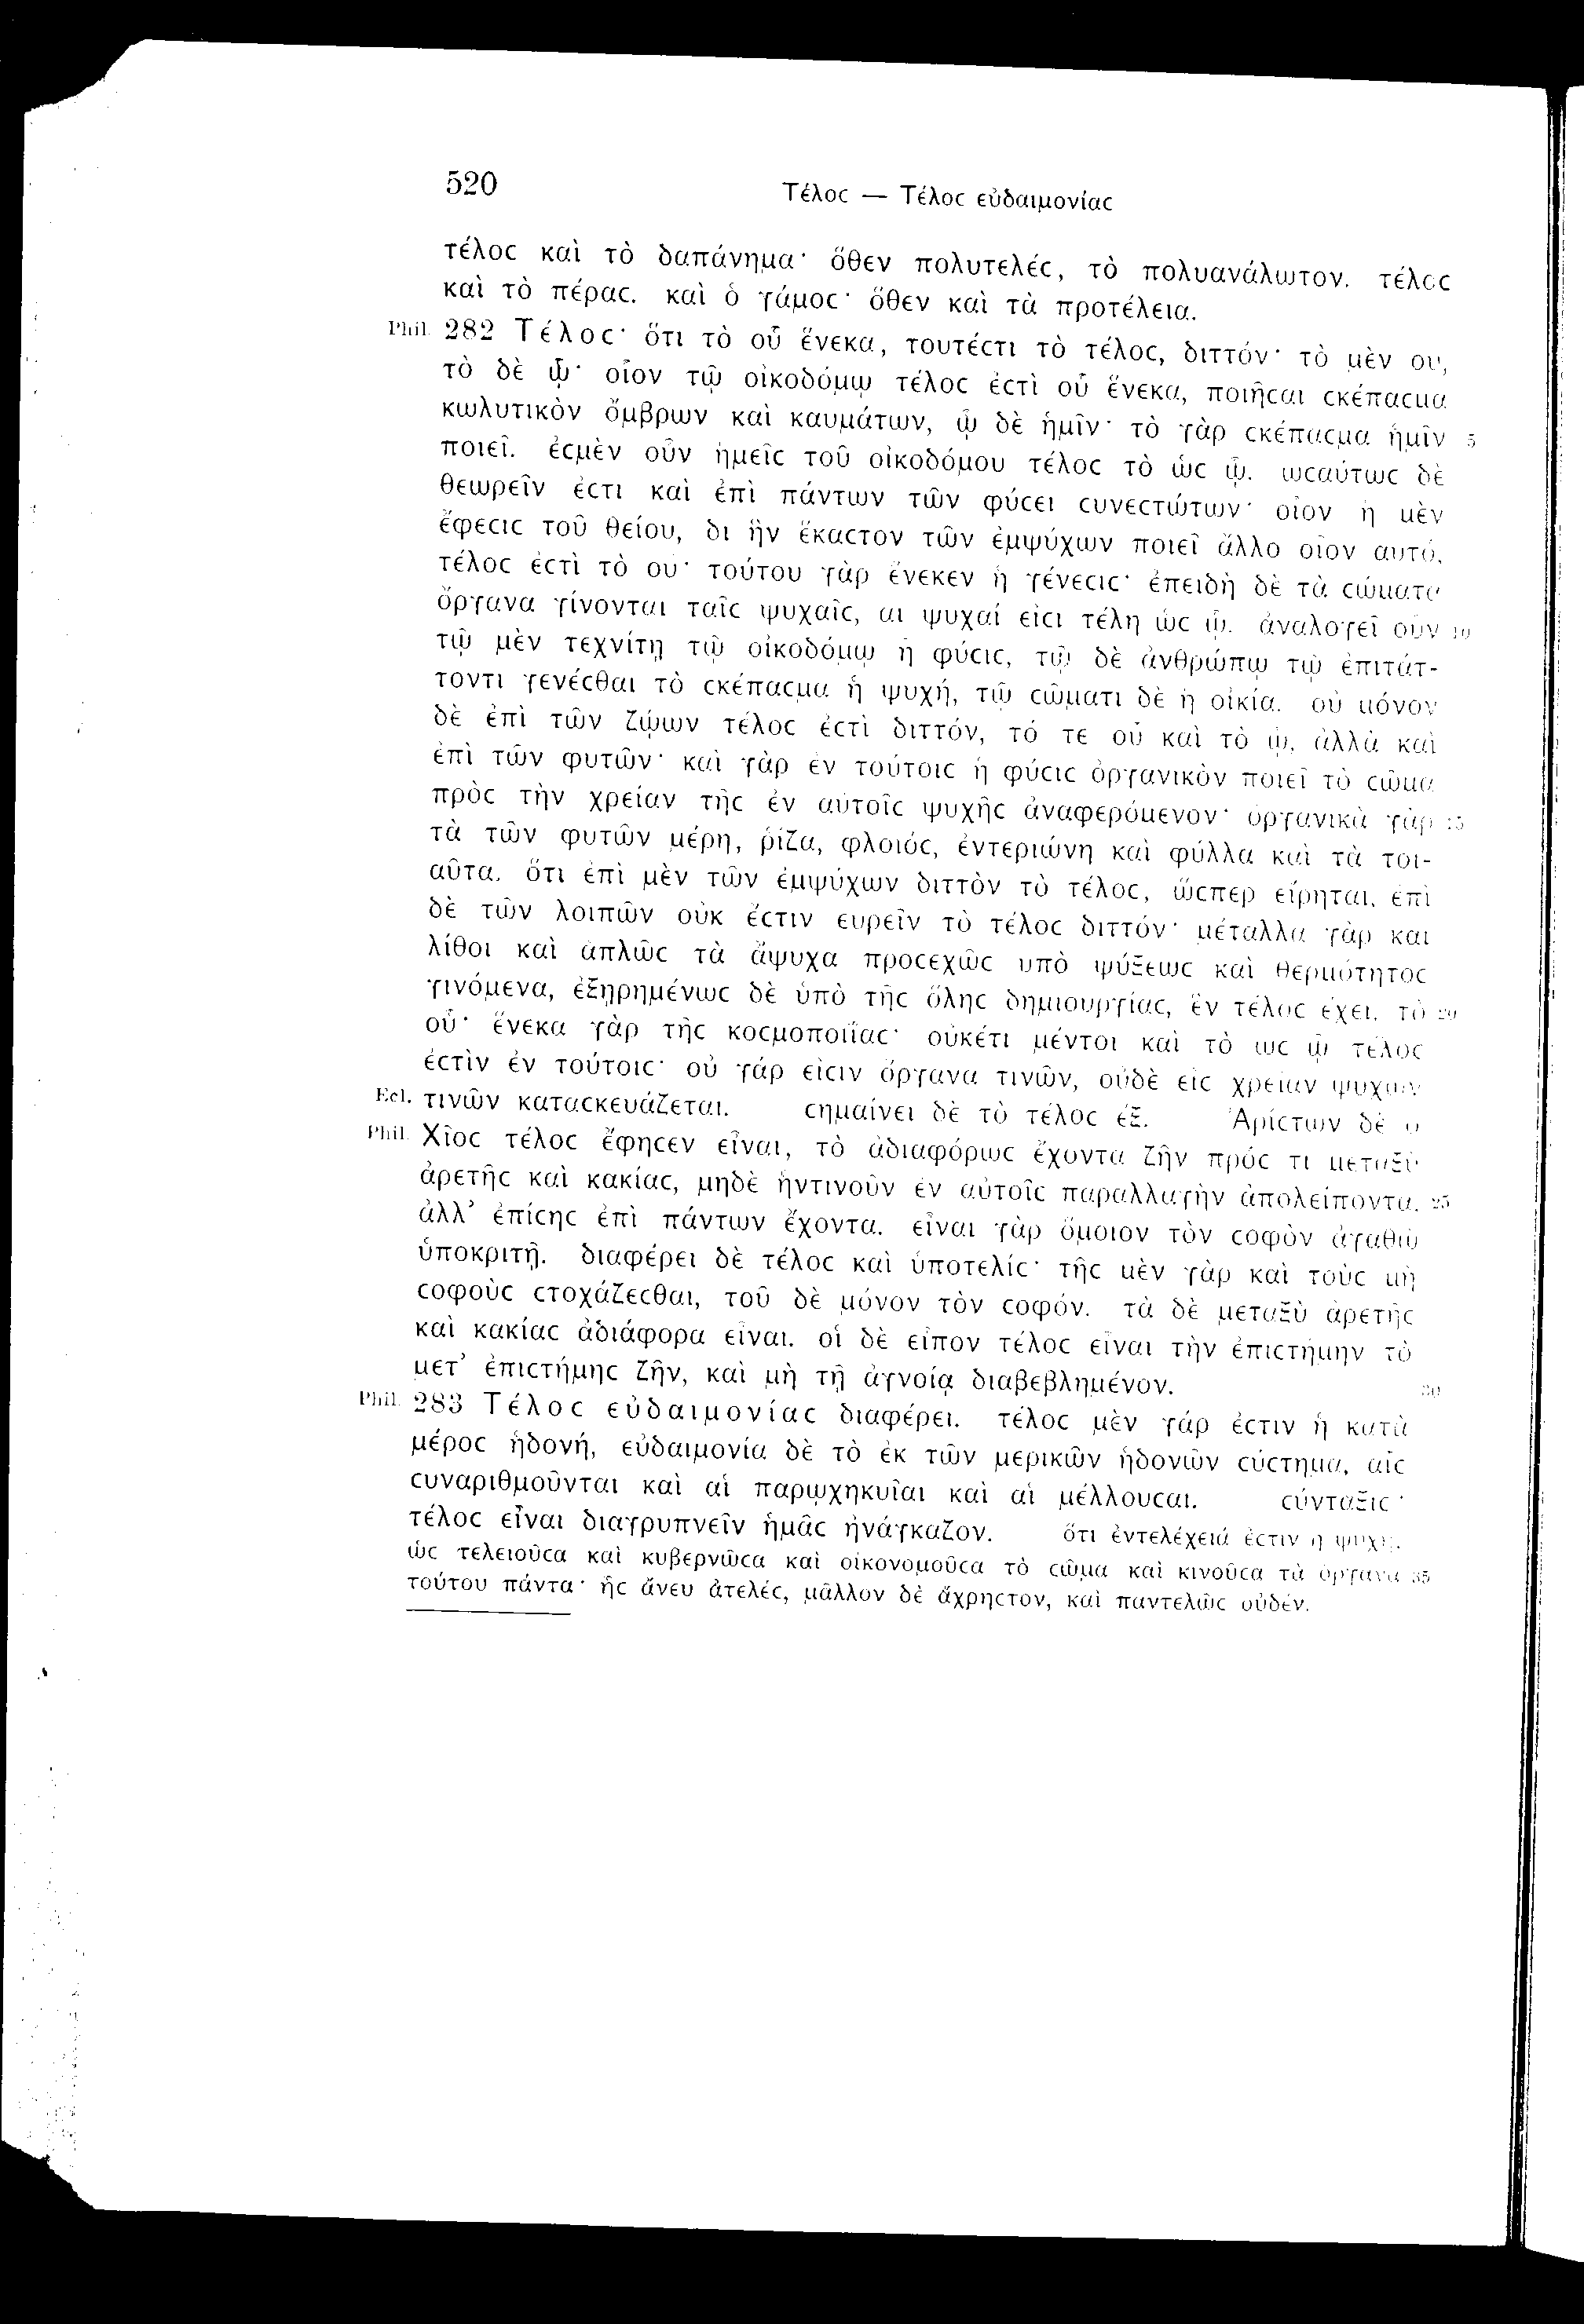 520
Τέλοϲ — Τέλοϲ εὐδαιμονίαϲ
τέλοϲ καὶ τὸ δαπάνημα· ὅθεν πολυτελέϲ, τὸ πολυανάλωτον. τέλοϲ
καὶ τὸ πέραϲ. καὶ ὁ γάμοϲ· ὅθεν καὶ τὰ προτέλεια.
Phil. 282 Τέλοϲ· ὅτι τὸ οὗ ἕνεκα, τουτέϲτι τὸ τέλοϲ, διττόν· τὸ μὲν οὗ,
τὸ δὲ ᾧ· οἷον τῷ οἰκοδόμῳ τέλοϲ ἐϲτὶ οὗ ἕνεκα, ποιῆϲαι ϲκέπαϲμα
κωλυτικὸν ὄμβρων καὶ καυμάτων, ᾧ δὲ ἡμῖν· τὸ γὰρ ϲκέπαϲμα ἡμῖν 5
ποιεῖ. ἐϲμὲν οὖν ἡμεῖϲ τοῦ οἰκοδόμου τέλοϲ τὸ ὡϲ ᾧ. ὡϲαύτωϲ δὲ
θεωρεῖν ἐϲτι καὶ ἐπὶ πάντων τῶν φύϲει ϲυνεϲτώτων· οἷον ἡ μὲν
ἔφεϲιϲ τοῦ θείου, δι ἣν ἕκαϲτον τῶν ἐμψύχων ποιεῖ ἄλλο οἷον αὐτό,
τέλοϲ ἐϲτὶ τὸ οὗ· τούτου γὰρ ἕνεκεν ἡ γένεϲιϲ· ἐπειδὴ δὲ τὰ ϲώματα
ὄργανα γίνονται ταῖϲ ψυχαῖϲ, αἱ ψυχαί εἰϲι τέλη ὡϲ ᾧ. ἀναλογεῖ οὖν 10
τῷ μὲν τεχνίτῃ τῷ οἰκοδόμῳ ἡ φύϲιϲ, τῷ δὲ ἀνθρώπῳ τῷ ἐπιτάτ-
τοντι γενέϲθαι τὸ ϲκέπαϲμα ἡ ψυχή, τῷ ϲώματι δὲ ἡ οἰκία. οὐ μόνον
δὲ ἐπὶ τῶν ζῴων τέλοϲ ἐϲτὶ διττόν, τό τε οὗ καὶ τὸ ᾧ, ἀλλὰ καὶ
ἐπὶ τῶν φυτῶν· καὶ γὰρ ἐν τούτοιϲ ἡ φύϲιϲ ὀργανικὸν ποιεῖ τὸ ϲῶμα
πρὸϲ τὴν χρείαν τῆϲ ἐν αὐτοῖϲ ψυχῆϲ ἀναφερόμενον· ὀργανικὰ γὰρ 15
τὰ τῶν φυτῶν μέρη, ῥίζα, φλοιόϲ, ἐντεριώνη καὶ φύλλα καὶ τὰ τοι-
αῦτα. ὅτι ἐπὶ μὲν τῶν ἐμψύχων διττὸν τὸ τέλοϲ, ὥϲπερ εἴρηται, ἐπὶ
δὲ τῶν λοιπῶν οὐκ ἔϲτιν εὑρεῖν τὸ τέλοϲ διττόν· μέταλλα γὰρ καὶ
λίθοι καὶ ἁπλῶϲ τὰ ἄψυχα προϲεχῶϲ ὑπὸ ψύξεωϲ καὶ θερμότητοϲ
γινόμενα, ἐξῃρημένωϲ δὲ ὑπὸ τῆϲ ὅληϲ δημιουργίαϲ, ἓν τέλοϲ ἔχει, τὸ 20
οὗ· ἕνεκα γὰρ τῆϲ κοϲμοποιΐαϲ· οὐκέτι μέντοι καὶ τὸ ὡϲ ᾧ τέλοϲ
ἐϲτὶν ἐν τούτοιϲ· οὐ γάρ εἰϲιν ὄργανα τινῶν, οὐδὲ εἰϲ χρείαν ψυχῶν
Ecl. τινῶν καταϲκευάζεται. ϲημαίνει δὲ τὸ τέλοϲ ἕξ. Ἀρίϲτων δὲ ὁ
Phil. Χῖοϲ τέλοϲ ἔφηϲεν εἶναι, τὸ ἀδιαφόρωϲ ἔχοντα ζῆν πρόϲ τι μεταξὺ
ἀρετῆϲ καὶ κακίαϲ, μηδὲ ἡντινοῦν ἐν αὐτοῖϲ παραλλαγὴν ἀπολείποντα, 25
ἀλλ’ ἐπίϲηϲ ἐπὶ πάντων ἔχοντα. εἶναι γὰρ ὅμοιον τὸν ϲοφὸν ἀγαθῷ
ὑποκριτῇ. διαφέρει δὲ τέλοϲ καὶ ὑποτελίϲ· τῆϲ μὲν γὰρ καὶ τοὺϲ μὴ
ϲοφοὺϲ ϲτοχάζεϲθαι, τοῦ δὲ μόνον τὸν ϲοφόν. τὰ δὲ μεταξὺ ἀρετῆϲ
καὶ κακίαϲ ἀδιάφορα εἶναι. οἱ δὲ εἶπον τέλοϲ εἶναι τὴν ἐπιϲτήμην τὸ
μετ’ ἐπιϲτήμηϲ ζῆν, καὶ μὴ τῇ ἀγνοίᾳ διαβεβλημένον. 30
Phil. 283 Τέλοϲ εὐδαιμονίαϲ διαφέρει. τέλοϲ μὲν γάρ ἐϲτιν ἡ κατὰ
μέροϲ ἡδονή, εὐδαιμονία δὲ τὸ ἐκ τῶν μερικῶν ἡδονῶν ϲύϲτημα, αἷϲ
ϲυναριθμοῦνται καὶ αἱ παρῳχηκυῖαι καὶ αἱ μέλλουϲαι. ϲύνταξιϲ·
τέλοϲ εἶναι διαγρυπνεῖν ἡμᾶϲ ἠνάγκαζον. ὅτι ἐντελέχειά ἐϲτιν ἡ ψυχή,
ὡϲ τελειοῦϲα καὶ κυβερνῶϲα καὶ οἰκονομοῦϲα τὸ ϲῶμα καὶ κινοῦϲα τὰ ὄργανα 35
τούτου πάντα· ἧϲ ἄνευ ἀτελέϲ, μᾶλλον δὲ ἄχρηϲτον, καὶ παντελῶϲ οὐδέν.